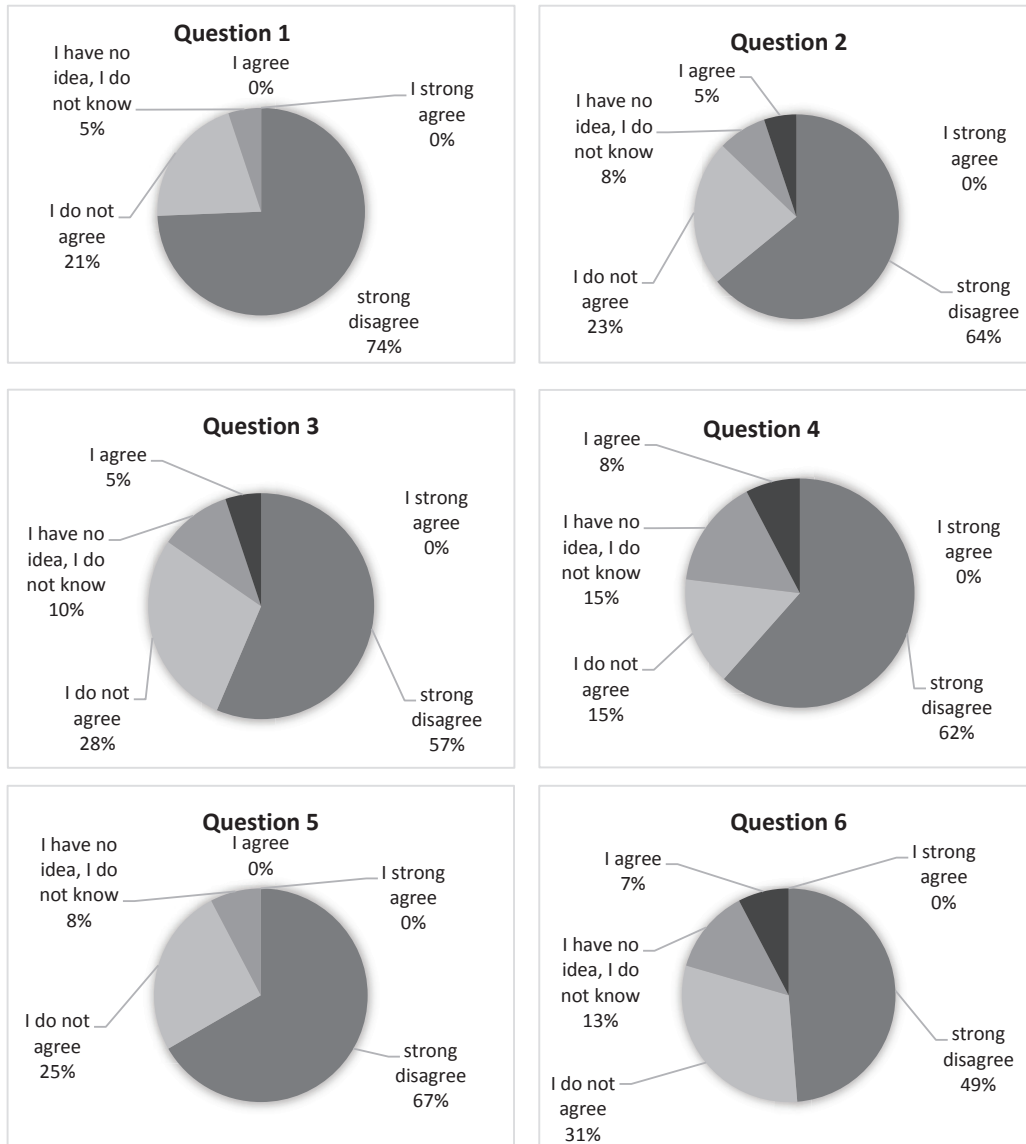 Question 1
I have no
idea, I do
not know
5%
I agree
0%
I strong
agree
0%
I do not
agree
21%
strong
disagree
74%
Question 2
I agree
5%
I have no
idea, I do
not know
8%
I strong
agree
0%
I do not
agree
23%
strong
disagree
64%
Question 3
I agree
5%
I strong
agree
0%
I have no
idea, I do
not know
10%
I do not
agree
28%
strong
disagree
57%
Question 4
I agree
8%
I have no
idea, I do
not know
15%
I strong
agree
0%
I do not
agree
15%
strong
disagree
62%
Question 5
I have no
idea, I do
not know
8%
I agree
0%
I strong
agree
0%
I do not
agree
25%
strong
disagree
67%
Question 6
I agree
7%
I strong
agree
0%
I have no
idea, I do
not know
13%
strong
disagree
49%
I do not
agree
31%